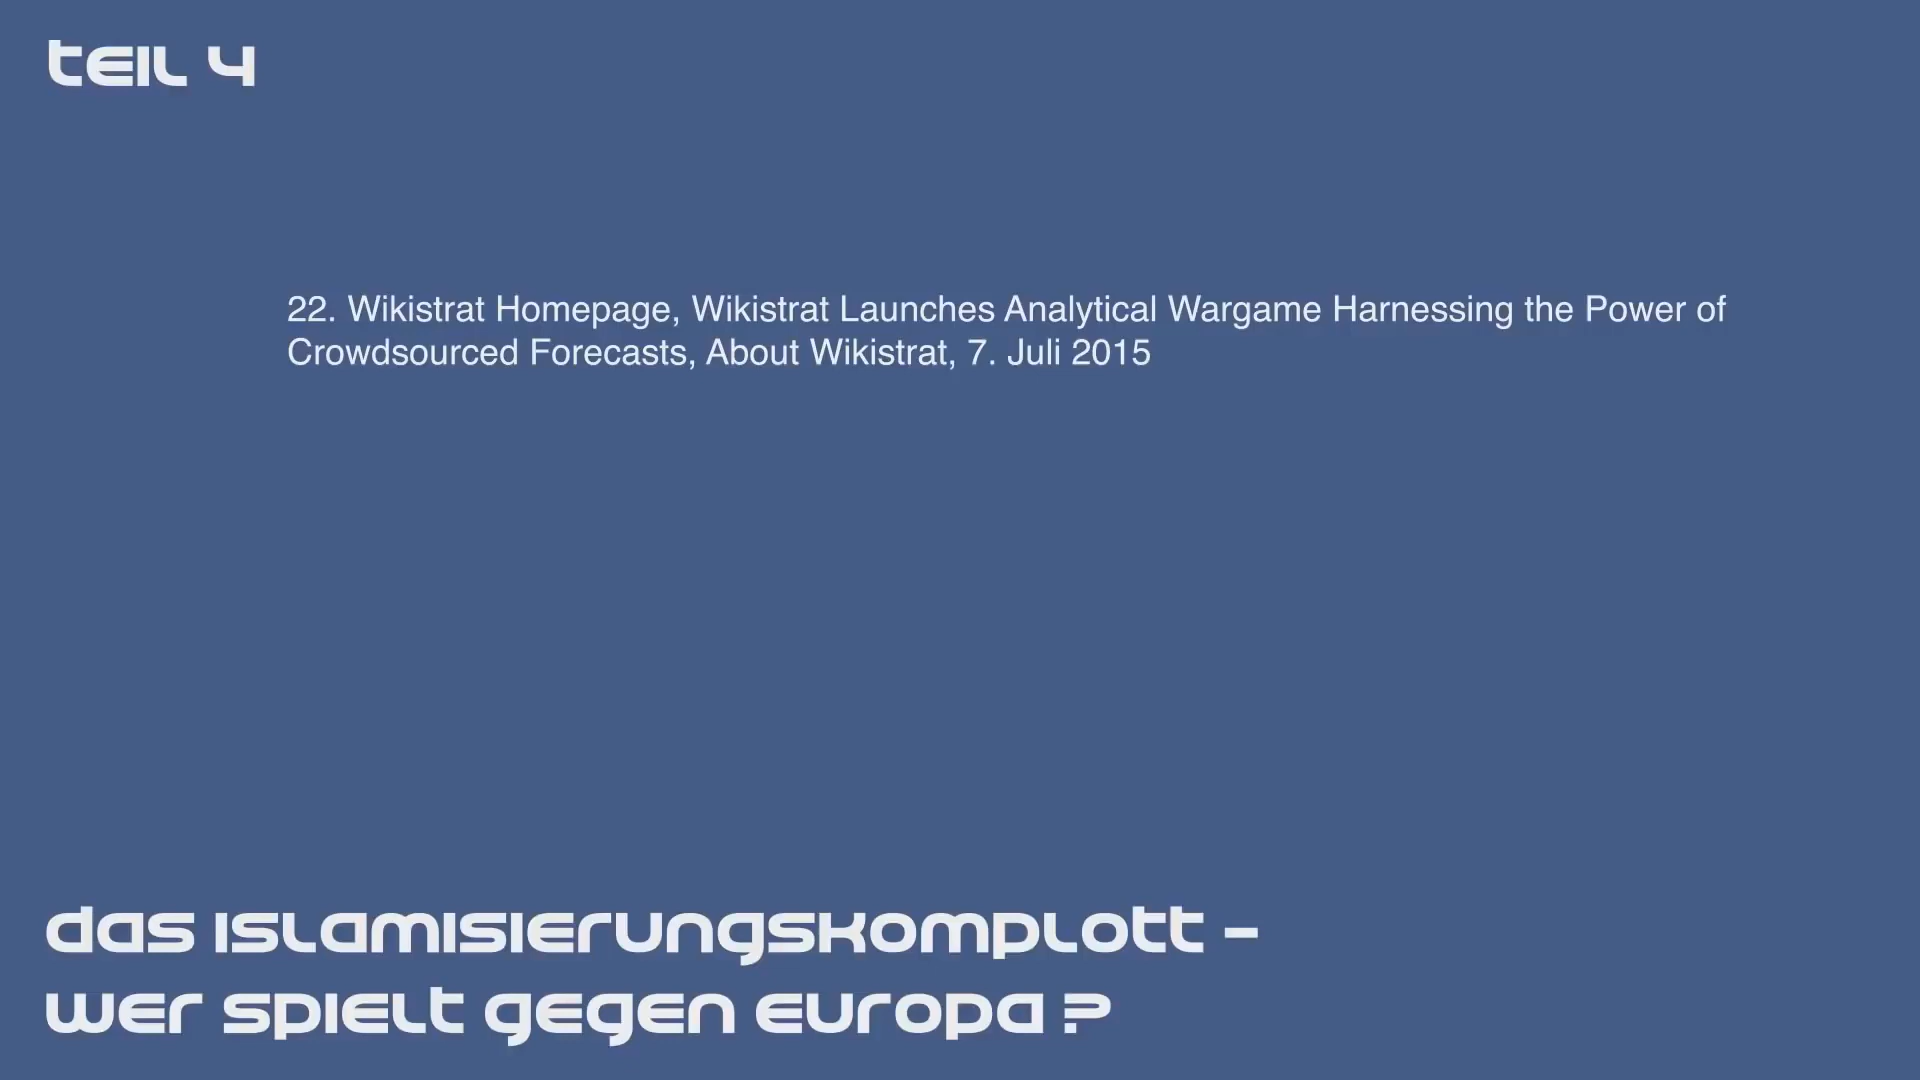 TEIL 4
22. Wikistrat Homepage, Wikistrat Launches Analytical Wargame Harnessing the Power of
Crowdsourced Forecasts, About Wikistrat, 7. Juli 2015
das Islamisierungskomplott –
wer spielt gegen Europa ?